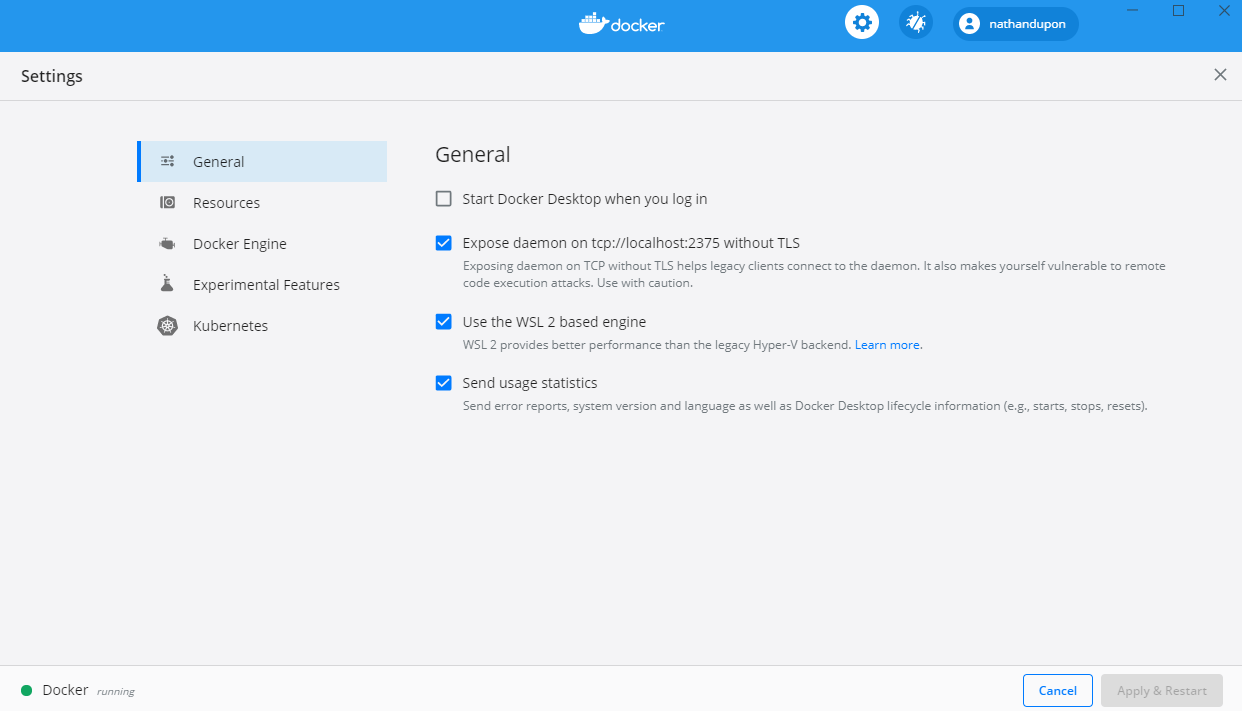 docker
nathandupon
Settings
General
Resources
Docker Engine
Experimental Features
Kubernetes
General
Start Docker Desktop when you log in
Expose daemon on tcp://localhost:2375 without TLS
Exposing daemon on TCP without TLS helps legacy clients connect to the daemon. It also makes yourself vulnerable to remote
code execution attacks. Use with caution.
Use the WSL 2 based engine
WSL 2 provides better performance than the legacy Hyper-V backend. Learn more.
Send usage statistics
Send error reports, system version and language as well as Docker Desktop lifecycle information (e.g., starts, stops, resets).
Docker running
Cancel
Apply & Restart